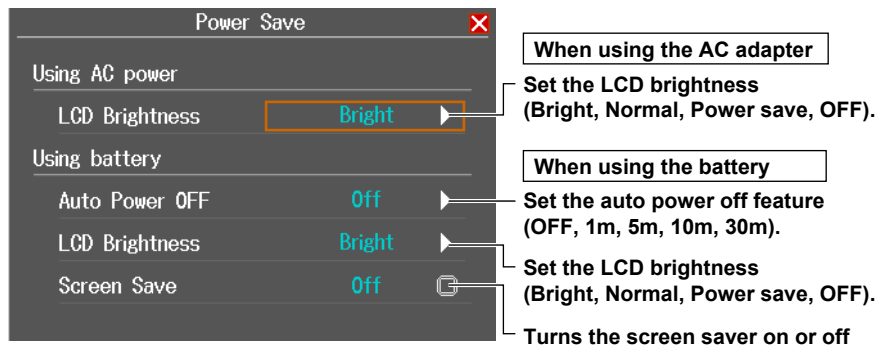 Power Save
Using AC power
LCD Brightness Bright
Using battery
Auto Power OFF Off
LCD Brightness Bright
Screen Save Off
When using the AC adapter
Set the LCD brightness
(Bright, Normal, Power save, OFF).
When using the battery
Set the auto power off feature
(OFF, 1m, 5m, 10m, 30m).
Set the LCD brightness
(Bright, Normal, Power save, OFF).
Turns the screen saver on or off